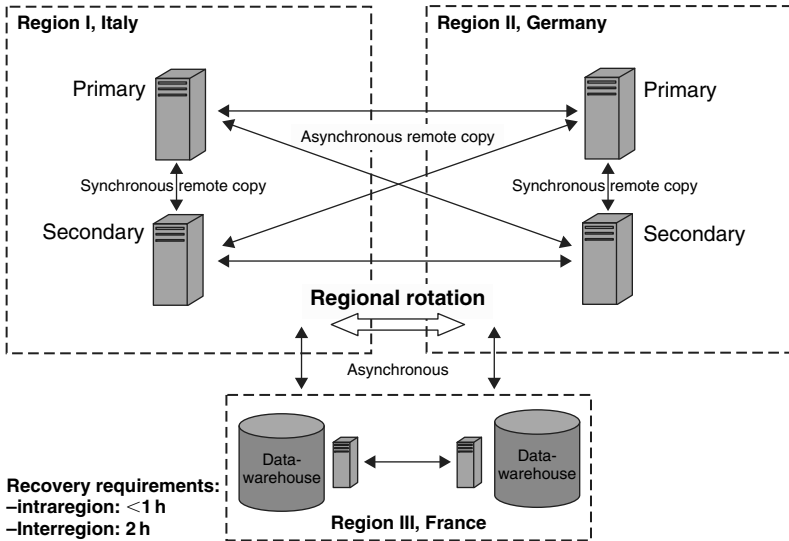 Region I, Italy
Region II, Germany
Primary
Primary
Asynchronous remote copy
Synchronous remote copy
Synchronous remote copy
Secondary
Secondary
Regional rotation
Asynchronous
Data-
warehouse
Data-
warehouse
Recovery requirements:
–intraregion: <1 h
–Interregion: 2 h
Region III, France